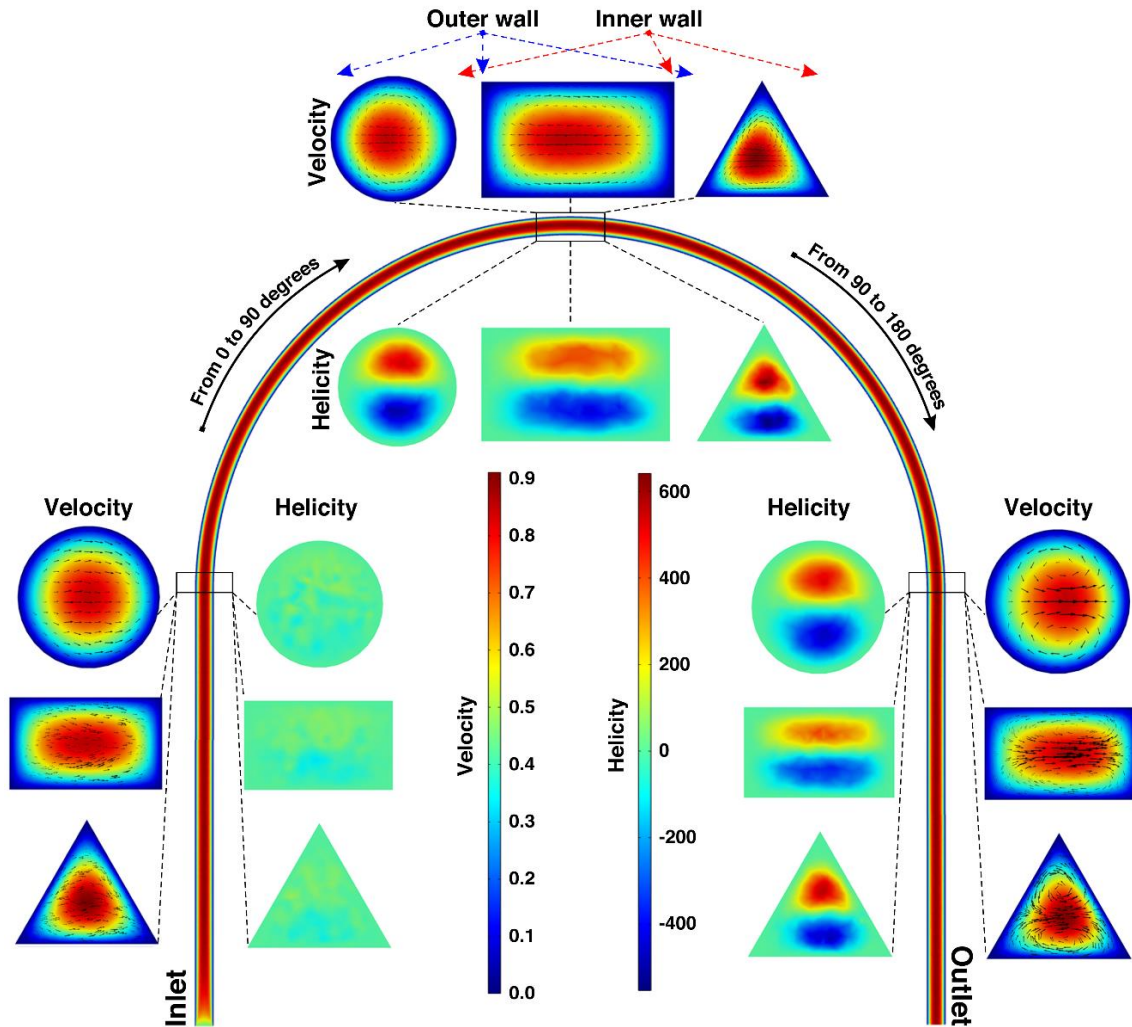 Outer wall
Inner wall
Velocity
From 0 to 90 degrees
From 90 to 180 degrees
Helicity
Velocity
Helicity
Helicity
Velocity
Velocity
0.9
0.8
0.7
0.6
0.5
0.4
0.3
0.2
0.1
0.0
Helicity
600
400
200
0
-200
-400
Inlet
Outlet